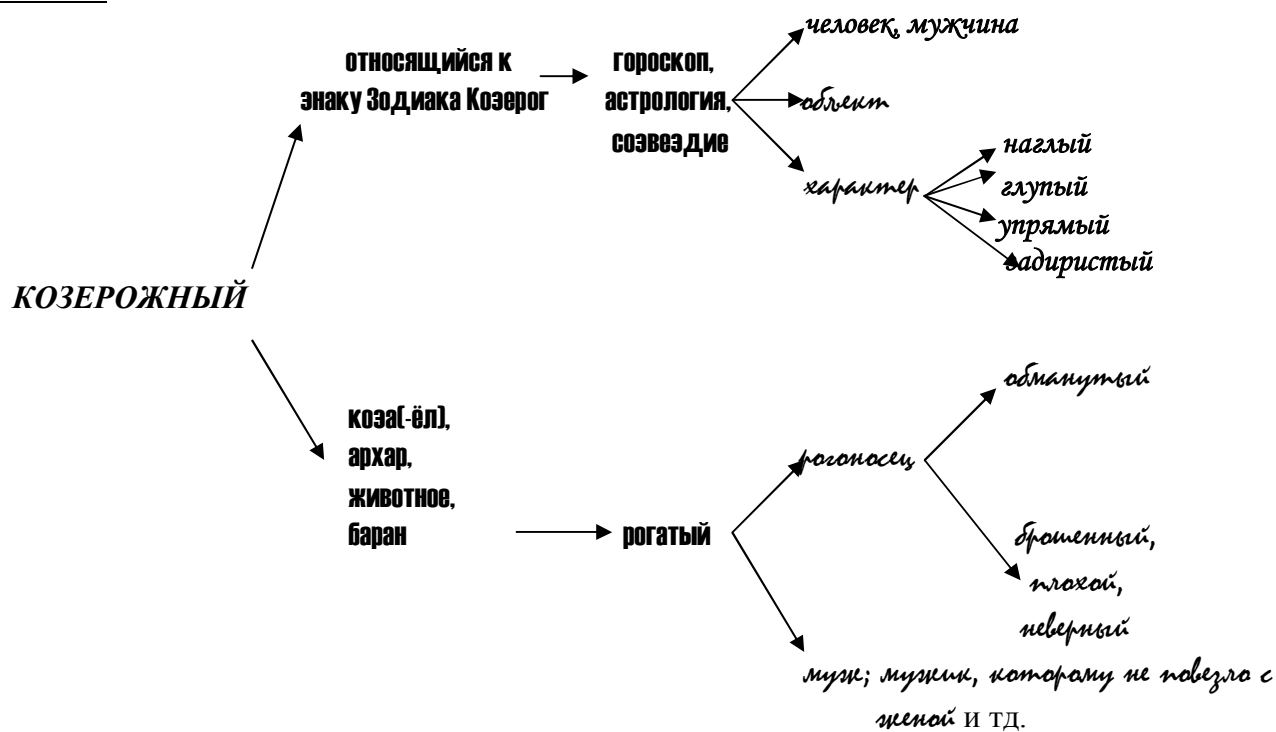 человек, мужчина
относящийся к
знаку Зодиака Козерог
гороскоп,
астрология,
созвездие
объект
характер
наглый
глупый
упрямый
задиристый
КОЗЕРОЖНЫЙ
коза(-ёл),
архар,
животное,
баран
рогатый
рогоносец
обманутый
брошенный,
плохой,
неверный
муж; мужик, которому не повезло с
женой и тд.